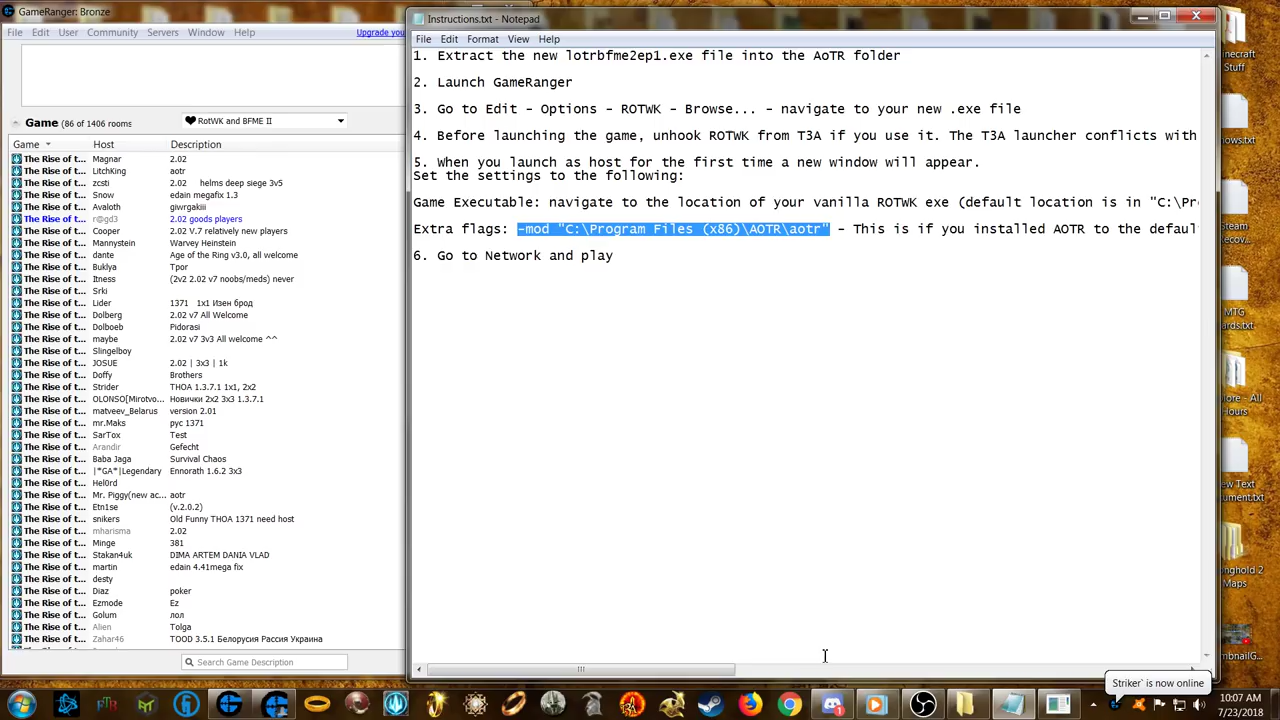 GameRanger: Bronze
File Edit User Community Servers Window Help Upgrade you
Game (86 of 1406 rooms RotWK and BFME II
Game Host Description
The Rise of t... Magnar 2.02
The Rise of t... LitchKing aotr
The Rise of t... zcsti 2.02 helms deep siege 3v5
The Rise of t... Snow edain megafix 1.3
The Rise of t... Avaloth giwrgakiii
The Rise of t... r@gd3 2.02 goods players
The Rise of t... Cooper 2.02 V.7 relatively new players
The Rise of t... Mannystein Warvey Heinstein
The Rise of t... dante Age of the Ring v3.0, all welcome
The Rise of t... Buklya Tpor
The Rise of t... Itness (2v2 2.02 v7 noobs/meds) never
The Rise of t... Srki
The Rise of t... Lider 1371 1x1 Изен брод
The Rise of t... Dolberg 2.02 v7 All Welcome
The Rise of t... Dolboeb Pidorasi
The Rise of t... maybe 2.02 v7 3v3 All welcome ^^
The Rise of t... Slingelboy
The Rise of t... JOSUE 2.02 | 3x3 | 1k
The Rise of t... Doffy Brothers
The Rise of t... Strider THOA 1.3.7.1 1x1, 2x2
The Rise of t... OLONSO[Mirotvo... Новички 2x2 3x3 1.3.7.1
The Rise of t... matveev_Belarus version 2.01
The Rise of t... mr.Maks рус 1371
The Rise of t... SarTox Test
The Rise of t... Arandir Gefecht
The Rise of t... Baba Jaga Survival Chaos
The Rise of t... |*GA*|Legendary Ennorath 1.6.2 3x3
The Rise of t... Hel0rd
The Rise of t... Mr. Piggy(new ac... aotr
The Rise of t... Etn1se (v.2.0.2)
The Rise of t... snikers Old Funny THOA 1371 need host
The Rise of t... mharisma 2.02
The Rise of t... Minge 381
The Rise of t... Stakan4uk DIMA ARTEM DANIA VLAD
The Rise of t... martin edain 4.41mega fix
The Rise of t... desty
The Rise of t... Diaz poker
The Rise of t... Ezmode Ez
The Rise of t... Golum лол
The Rise of t... Alien Tolga
The Rise of t... Zahar46 TOOD 3.5.1 Белорусия Рассия Украина
Search Game Description
Instructions.txt - Notepad
File Edit Format View Help
1. Extract the new lotrbfme2ep1.exe file into the AoTR folder
2. Launch GameRanger
3. Go to Edit - Options - ROTWK - Browse... - navigate to your new .exe file
4. Before launching the game, unhook ROTWK from T3A if you use it. The T3A launcher conflicts with
5. When you launch as host for the first time a new window will appear.
Set the settings to the following:
Game Executable: navigate to the location of your vanilla ROTWK exe (default location is in "C:\Pr
Extra flags: -mod "C:\Program Files (x86)\AOTR\aotr" - This is if you installed AOTR to the defaul
6. Go to Network and play
Stuff
Steam
MTG
Hours
New Text
Maps
Striker` is now online
10:07 AM
7/23/2018